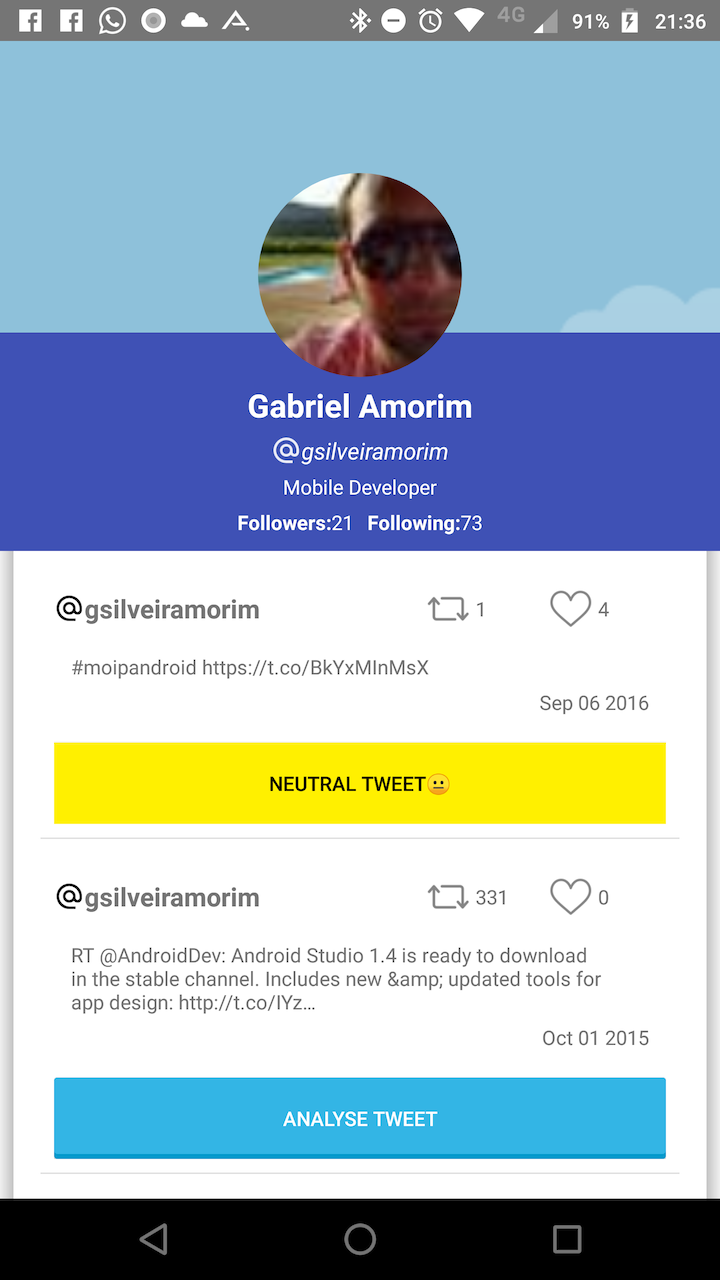 4G 91% 21:36
Gabriel Amorim
@gsilveiramorim
Mobile Developer
Followers:21 Following:73
@gsilveiramorim 1 4
#moipandroid https://t.co/BkYxMInMsX
Sep 06 2016
NEUTRAL TWEET😐
@gsilveiramorim 331 0
RT @AndroidDev: Android Studio 1.4 is ready to download
in the stable channel. Includes new &amp; updated tools for
app design: http://t.co/IYz…
Oct 01 2015
ANALYSE TWEET